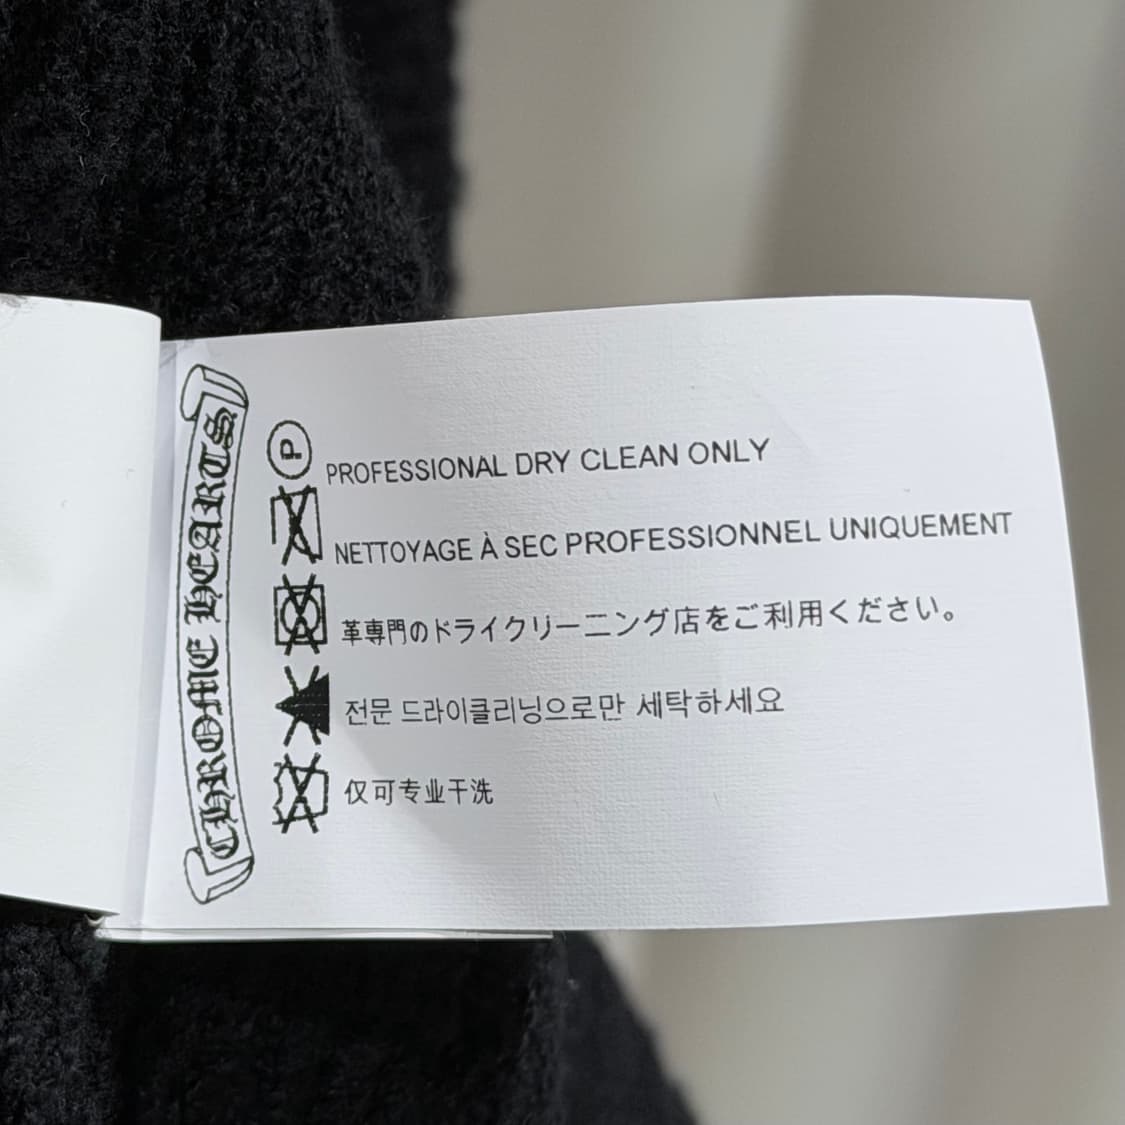 CHROME HEARTS
P
PROFESSIONAL DRY CLEAN ONLY
NETTOYAGE À SEC PROFESSIONNEL UNIQUEMENT
革専門のドライクリーニング店をご利用ください。
전문 드라이클리닝으로만 세탁하세요
仅可专业干洗